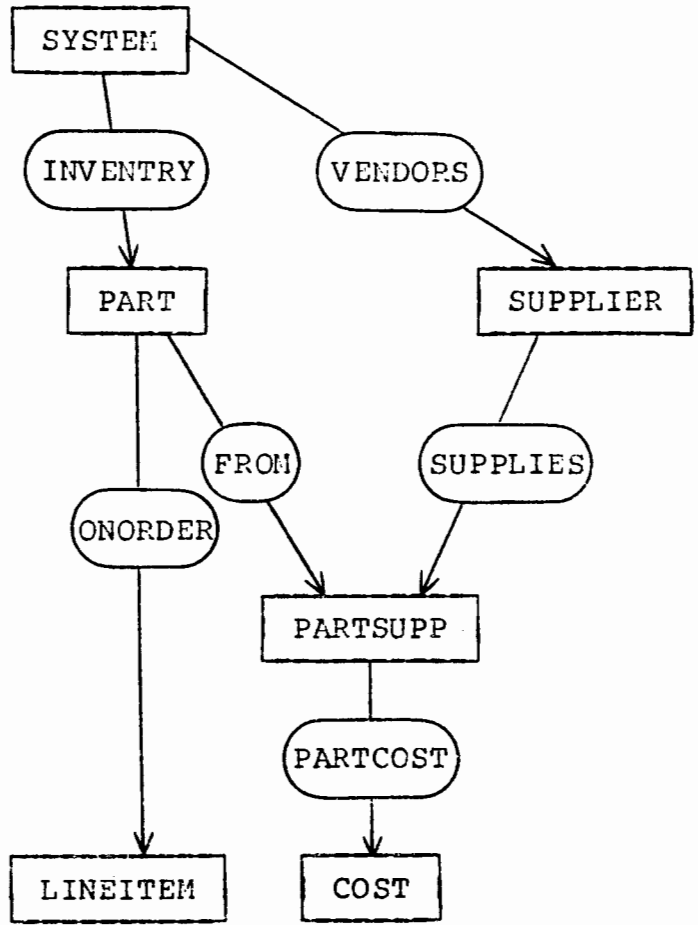 SYSTEM
INVENTRY
VENDORS
PART
SUPPLIER
FROM
SUPPLIES
ONORDER
PARTSUPP
PARTCOST
LINEITEM
COST